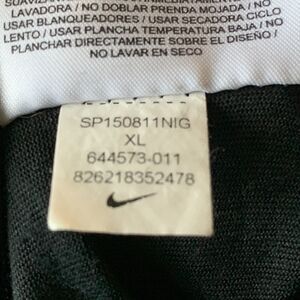 SUAVIZAN
LAVADORA / NO DOBLAR PRENDA MOJADA / NO
USAR BLANQUEADORES / USAR SECADORA CICLO
LENTO / USAR PLANCHA TEMPERATURA BAJA / NO
PLANCHAR DIRECTAMENTE SOBRE EL DISEÑO /
NO LAVAR EN SECO
SP150811NIG
XL
644573-011
826218352478